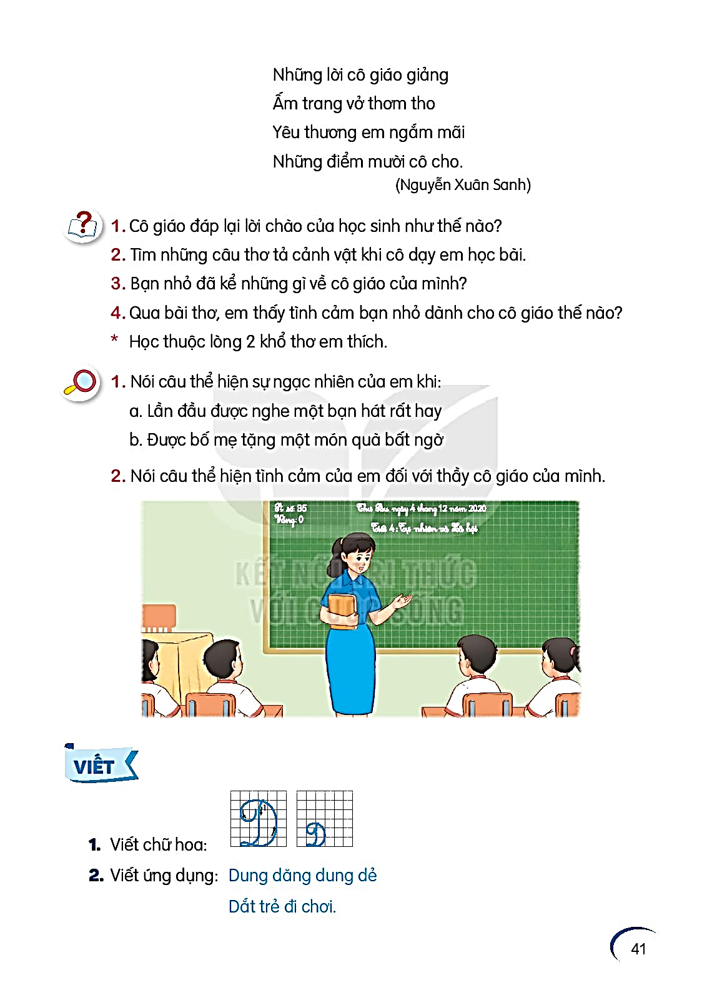 Những lời cô giáo giảng
Ấm trang vở thơm tho
Yêu thương em ngắm mãi
Những điểm mười cô cho.
(Nguyễn Xuân Sanh)
1. Cô giáo đáp lại lời chào của học sinh như thế nào?
2. Tìm những câu thơ tả cảnh vật khi cô dạy em học bài.
3. Bạn nhỏ đã kể những gì về cô giáo của mình?
4. Qua bài thơ, em thấy tình cảm bạn nhỏ dành cho cô giáo thế nào?
* Học thuộc lòng 2 khổ thơ em thích.
1. Nói câu thể hiện sự ngạc nhiên của em khi:
a. Lần đầu được nghe một bạn hát rất hay
b. Được bố mẹ tặng một món quà bất ngờ
2. Nói câu thể hiện tình cảm của em đối với thầy cô giáo của mình.
số: 35
Vắng: 0
Thứ Sáu, ngày 4 tháng 12 năm 2020
Tiết 4: Tự nhiên và Xã hội
KẾT NỐI TRI THỨC
VỚI CUỘC SỐNG
VIẾT
1. Viết chữ hoa: D D
2. Viết ứng dụng: Dung dăng dung dẻ
Dắt trẻ đi chơi.
41